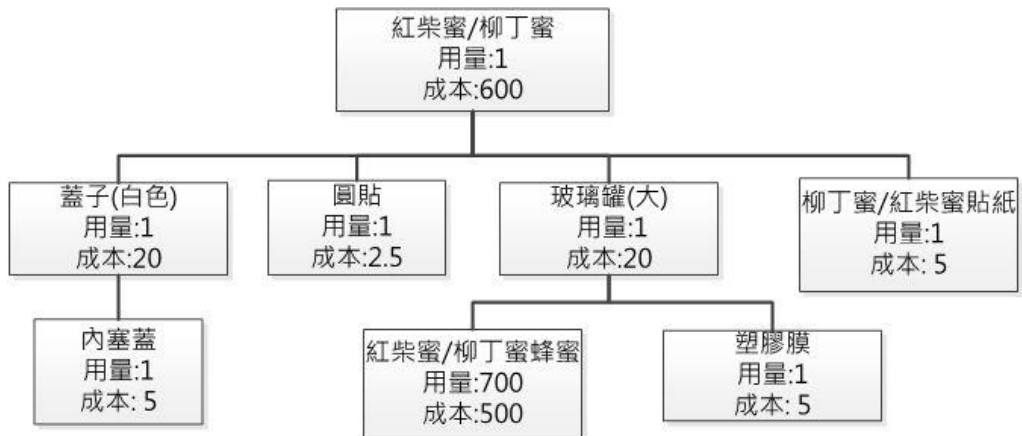 紅柴蜜/柳丁蜜
用量:1
成本:600
蓋子(白色)
用量:1
成本:20
圓貼
用量:1
成本:2.5
玻璃罐(大)
用量:1
成本:20
柳丁蜜/紅柴蜜貼紙
用量:1
成本: 5
內塞蓋
用量:1
成本: 5
紅柴蜜/柳丁蜜蜂蜜
用量:700
成本:500
塑膠膜
用量:1
成本: 5